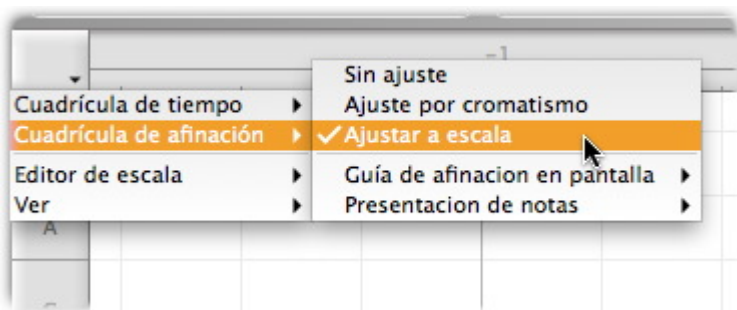 -1
Cuadrícula de tiempo
Cuadrícula de afinación
Editor de escala
Ver
Sin ajuste
Ajuste por cromatismo
Ajustar a escala
Guía de afinacion en pantalla
Presentacion de notas
A